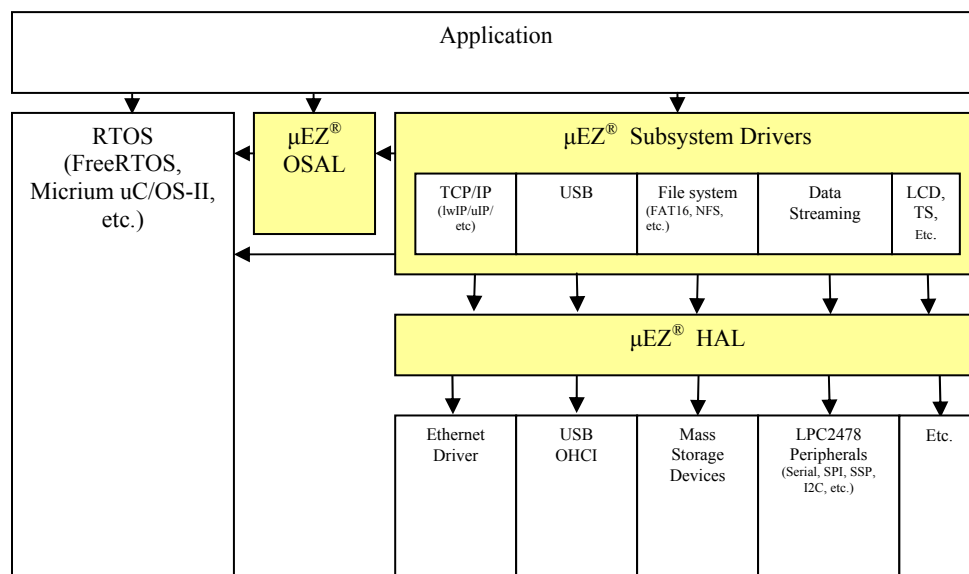 Application
RTOS
(FreeRTOS,
Micrium uC/OS-II,
etc.)
μEZ®
OSAL
μEZ® Subsystem Drivers
TCP/IP
(lwIP/uIP/
etc)
USB
File system
(FAT16, NFS,
etc.)
Data
Streaming
LCD,
TS,
Etc.
μEZ® HAL
Ethernet
Driver
USB
OHCI
Mass
Storage
Devices
LPC2478
Peripherals
(Serial, SPI, SSP,
I2C, etc.)
Etc.